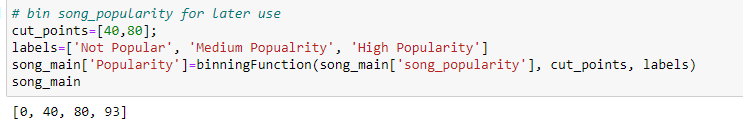 # bin song_popularity for later use
cut_points=[40,80];
labels=['Not Popular', 'Medium Popualrity', 'High Popularity']
song_main['Popularity']=binningFunction(song_main['song_popularity'], cut_points, labels)
song_main
[0, 40, 80, 93]